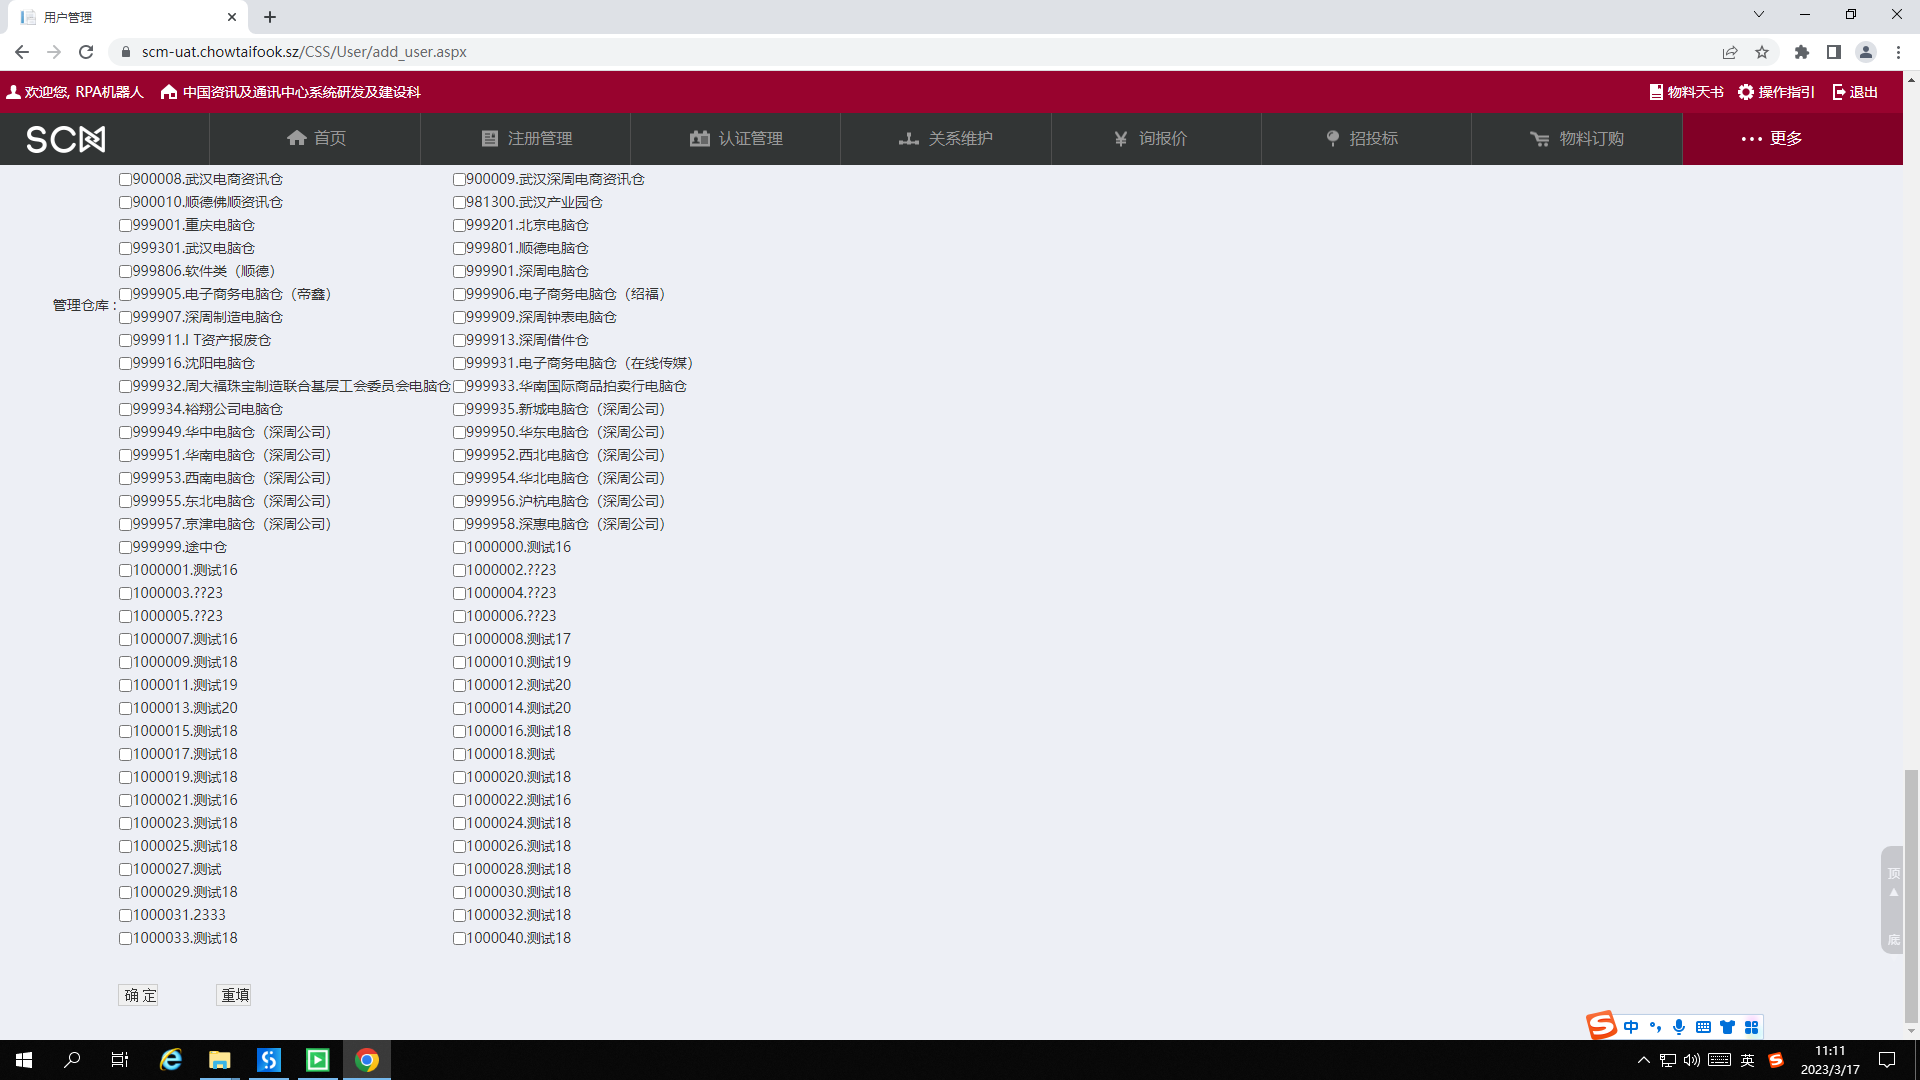 用户管理
scm-uat.chowtaifook.sz/CSS/User/add_user.aspx
欢迎您, RPA机器人 中国资讯及通讯中心系统研发及建设科 物料天书 操作指引 退出
SCM 首页 注册管理 认证管理 关系维护 询报价 招投标 物料订购 更多
900008.武汉电商资讯仓 900009.武汉深周电商资讯仓
900010.顺德佛顺资讯仓 981300.武汉产业园仓
999001.重庆电脑仓 999201.北京电脑仓
999301.武汉电脑仓 999801.顺德电脑仓
999806.软件类（顺德） 999901.深周电脑仓
999905.电子商务电脑仓（帝鑫） 999906.电子商务电脑仓（绍福）
管理仓库：
999907.深周制造电脑仓 999909.深周钟表电脑仓
999911.I T资产报废仓 999913.深周借件仓
999916.沈阳电脑仓 999931.电子商务电脑仓（在线传媒）
999932.周大福珠宝制造联合基层工会委员会电脑仓 999933.华南国际商品拍卖行电脑仓
999934.裕翔公司电脑仓 999935.新城电脑仓（深周公司）
999949.华中电脑仓（深周公司） 999950.华东电脑仓（深周公司）
999951.华南电脑仓（深周公司） 999952.西北电脑仓（深周公司）
999953.西南电脑仓（深周公司） 999954.华北电脑仓（深周公司）
999955.东北电脑仓（深周公司） 999956.沪杭电脑仓（深周公司）
999957.京津电脑仓（深周公司） 999958.深惠电脑仓（深周公司）
999999.途中仓 1000000.测试16
1000001.测试16 1000002.??23
1000003.??23 1000004.??23
1000005.??23 1000006.??23
1000007.测试16 1000008.测试17
1000009.测试18 1000010.测试19
1000011.测试19 1000012.测试20
1000013.测试20 1000014.测试20
1000015.测试18 1000016.测试18
1000017.测试18 1000018.测试
1000019.测试18 1000020.测试18
1000021.测试16 1000022.测试16
1000023.测试18 1000024.测试18
1000025.测试18 1000026.测试18
1000027.测试 1000028.测试18
1000029.测试18 1000030.测试18
1000031.2333 1000032.测试18
1000033.测试18 1000040.测试18
顶
底
确 定 重填
中
英
11:11
2023/3/17